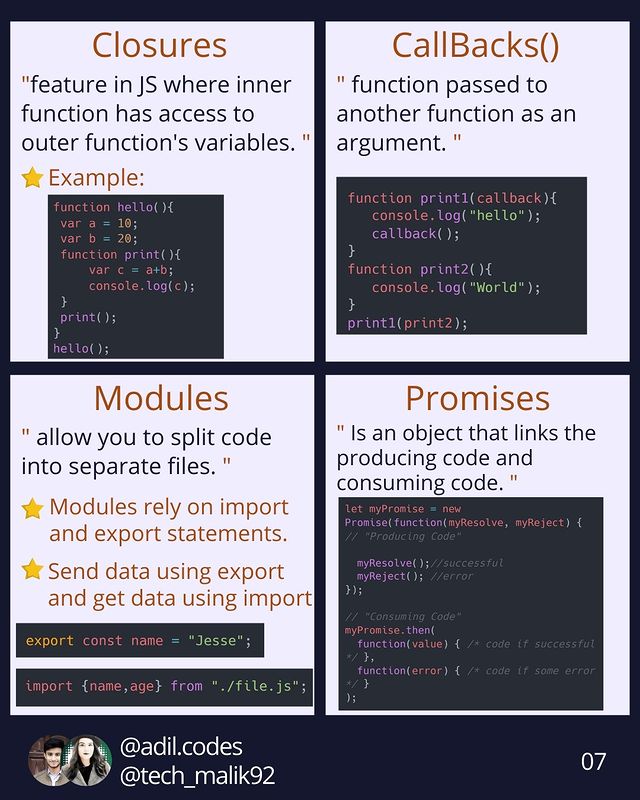 Closures
"feature in JS where inner
function has access to
outer function's variables. "
Example:
function hello(){
var a = 10;
var b = 20;
function print(){
var c = a+b;
console.log(c);
}
print();
}
hello();
CallBacks()
" function passed to
another function as an
argument. "
function print1(callback){
console.log("hello");
callback();
}
function print2(){
console.log("World");
}
print1(print2);
Modules
" allow you to split code
into separate files. "
Modules rely on import
and export statements.
Send data using export
and get data using import
export const name = "Jesse";
import {name,age} from "./file.js";
Promises
" Is an object that links the
producing code and
consuming code. "
let myPromise = new
Promise(function(myResolve, myReject) {
// "Producing Code"
myResolve();//successful
myReject(); //error
});
// "Consuming Code"
myPromise.then(
function(value) { /* code if successful
*/ },
function(error) { /* code if some error
*/ }
);
@adil.codes
@tech_malik92
07